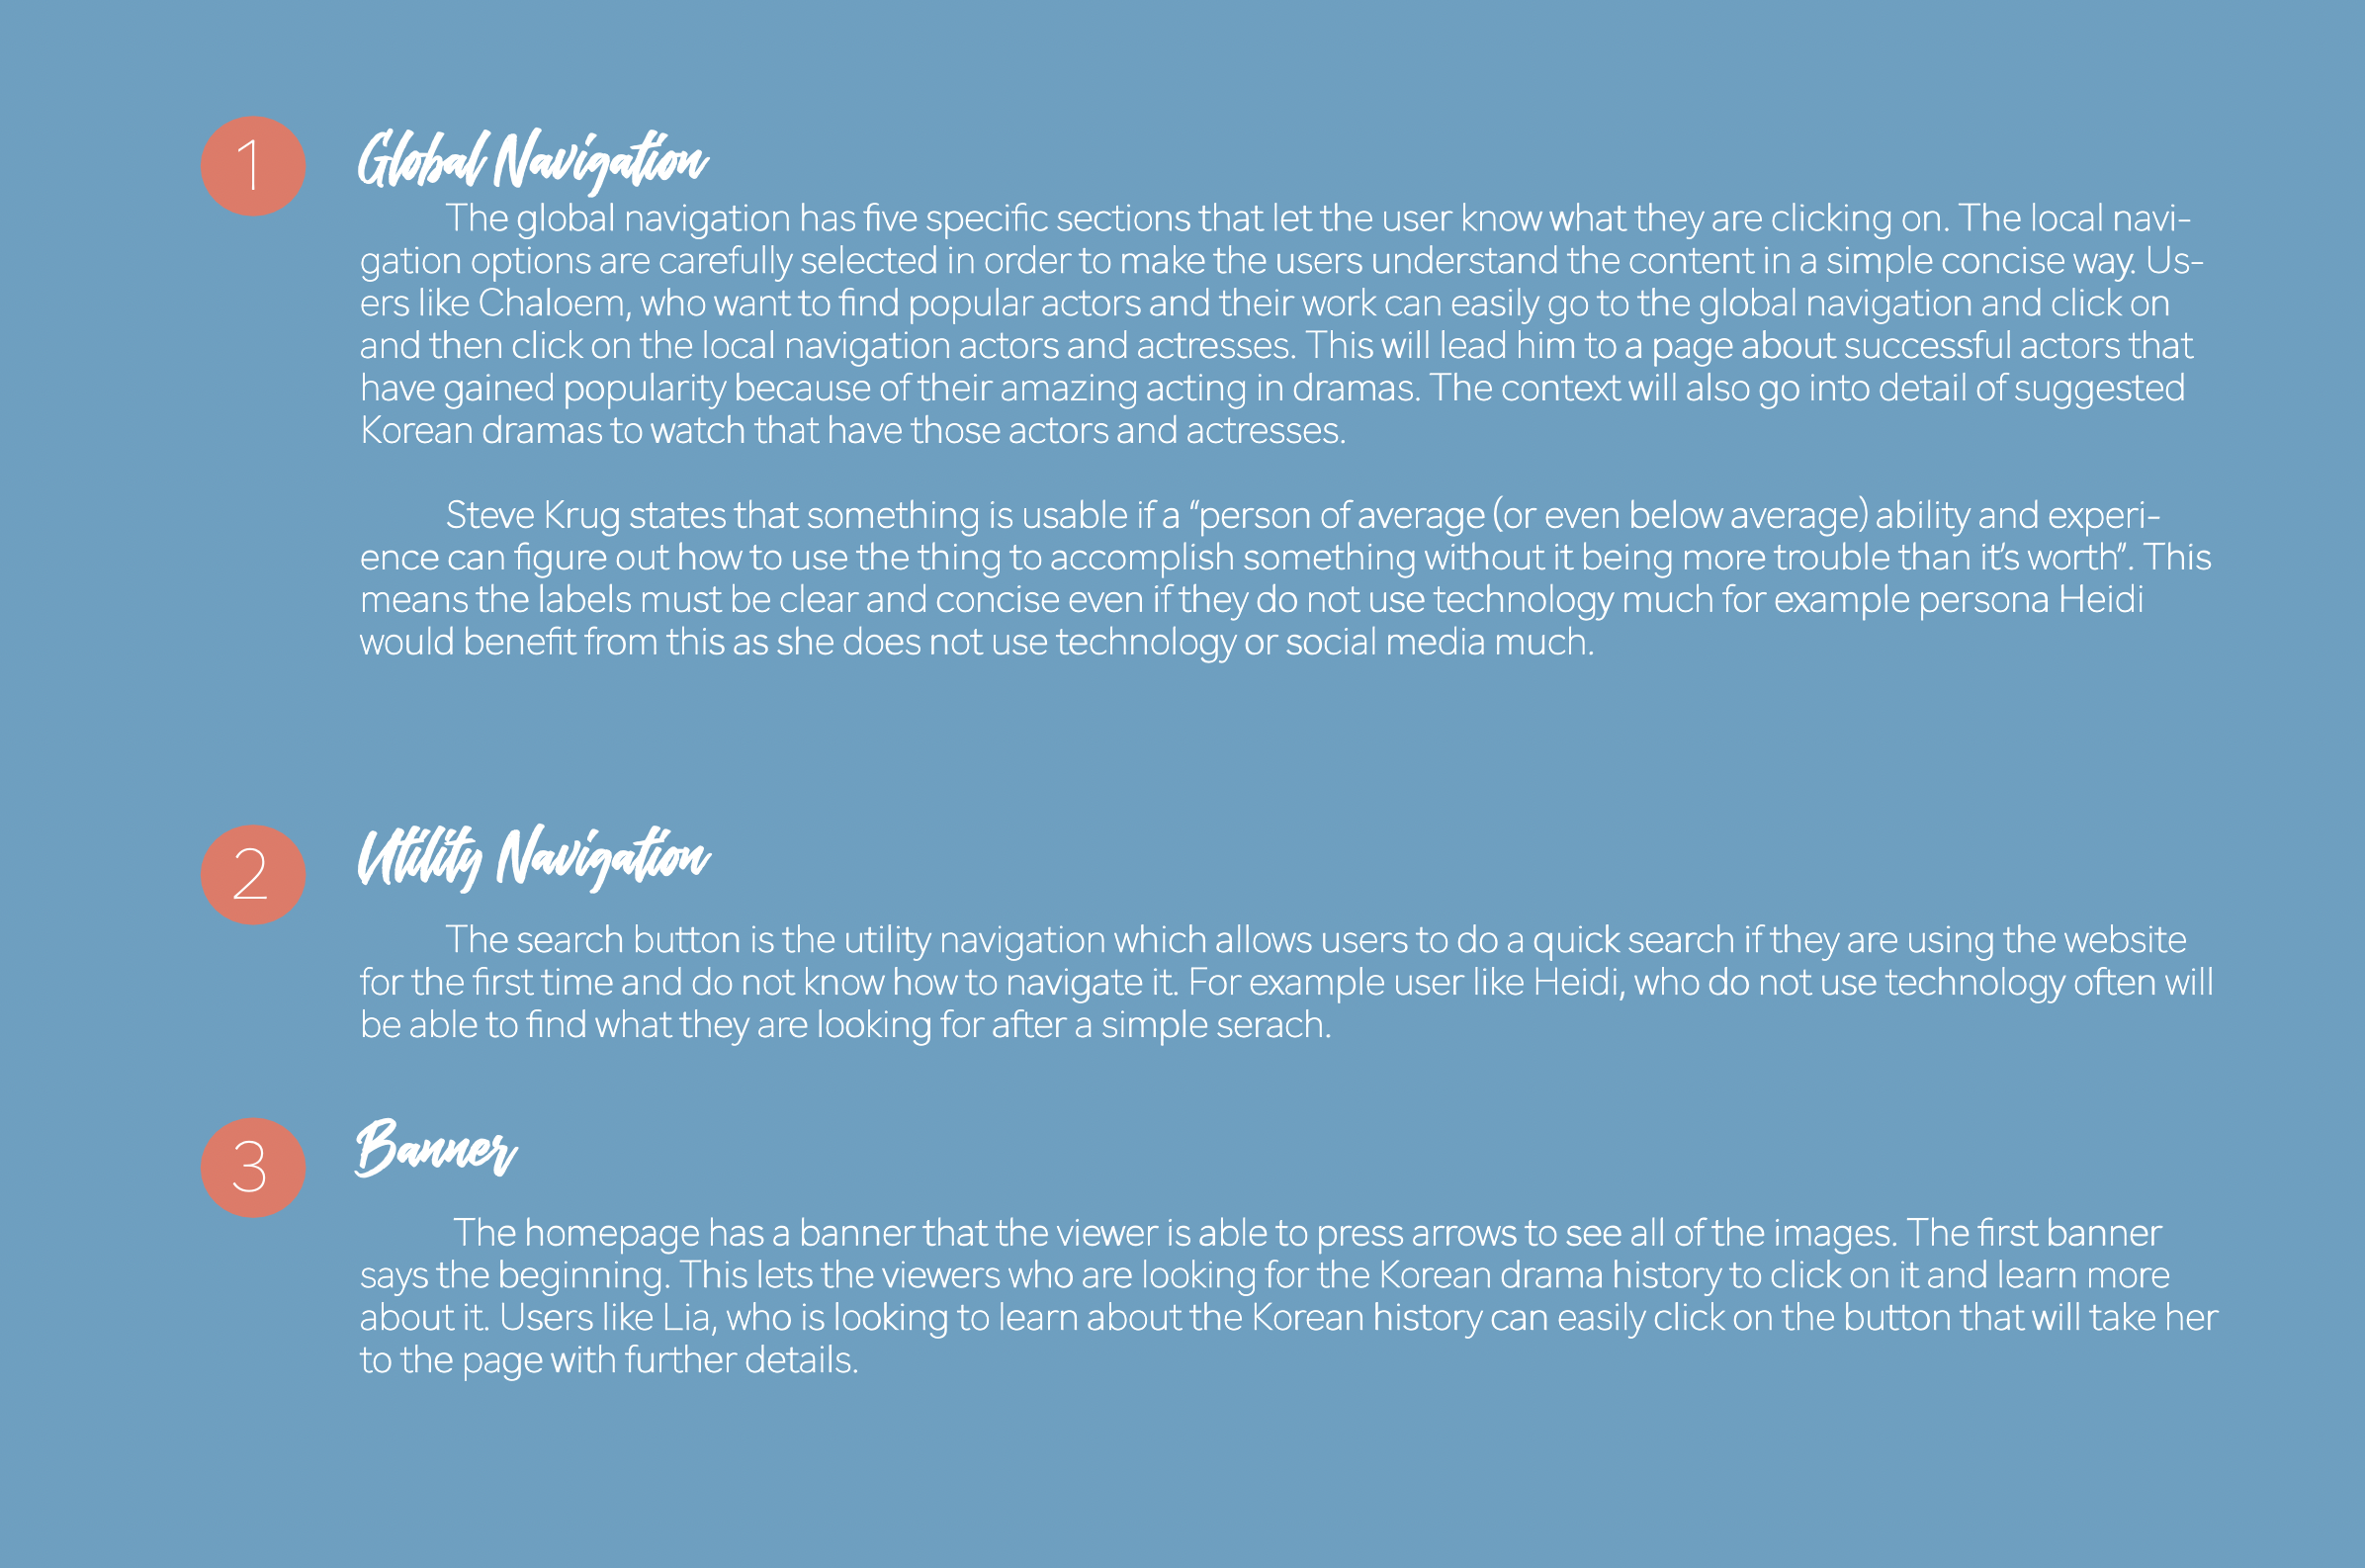 1
Global Navigation
The global navigation has five specific sections that let the user know what they are clicking on. The local navi-
gation options are carefully selected in order to make the users understand the content in a simple concise way. Us-
ers like Chaloem, who want to find popular actors and their work can easily go to the global navigation and click on
and then click on the local navigation actors and actresses. This will lead him to a page about successful actors that
have gained popularity because of their amazing acting in dramas. The context will also go into detail of suggested
Korean dramas to watch that have those actors and actresses.
Steve Krug states that something is usable if a “person of average (or even below average) ability and experi-
ence can figure out how to use the thing to accomplish something without it being more trouble than it’s worth”. This
means the labels must be clear and concise even if they do not use technology much for example persona Heidi
would benefit from this as she does not use technology or social media much.
2
Utility Navigation
The search button is the utility navigation which allows users to do a quick search if they are using the website
for the first time and do not know how to navigate it. For example user like Heidi, who do not use technology often will
be able to find what they are looking for after a simple serach.
3
Banner
The homepage has a banner that the viewer is able to press arrows to see all of the images. The first banner
says the beginning. This lets the viewers who are looking for the Korean drama history to click on it and learn more
about it. Users like Lia, who is looking to learn about the Korean history can easily click on the button that will take her
to the page with further details.